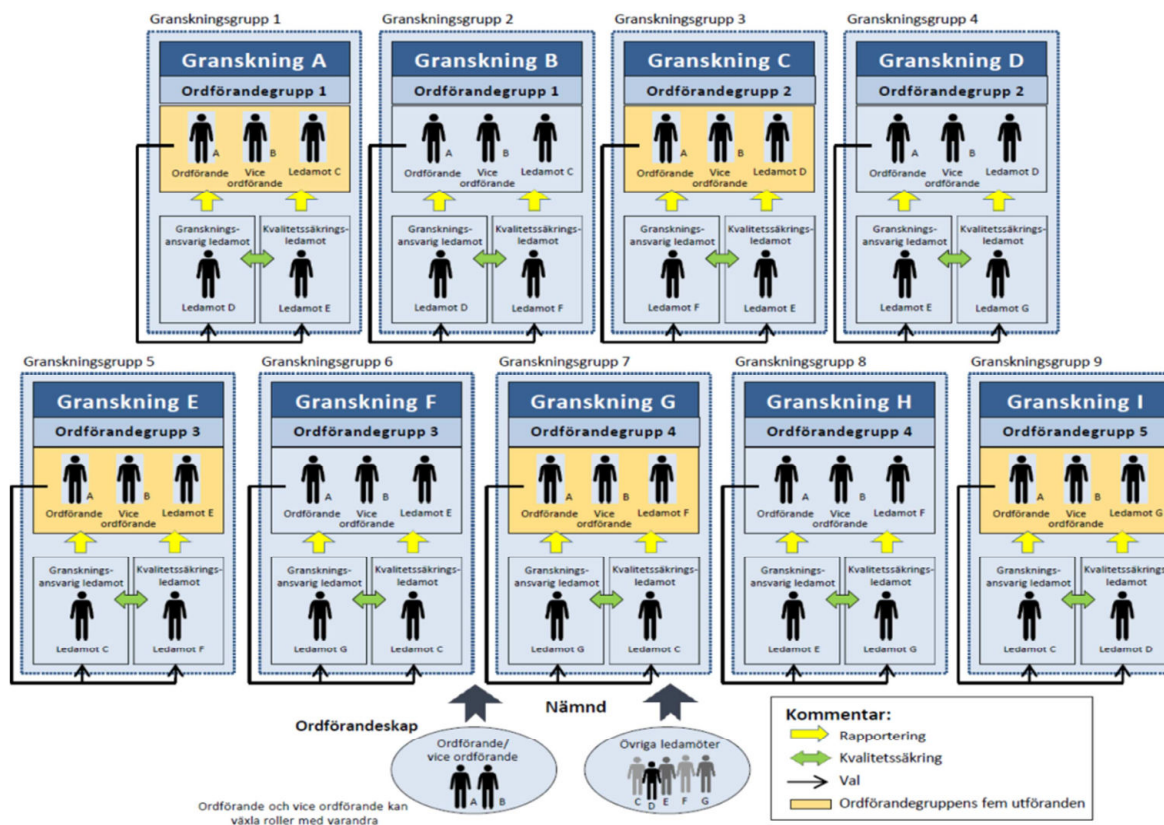 Granskningsgrupp 1
Granskning A
Ordförandegrupp 1
A
B
Ordförande
Vice ordförande
Ledamot C
Gransknings-
ansvarig ledamot
Kvalitetssäkrings-
ledamot
Ledamot D
Ledamot E
Granskningsgrupp 2
Granskning B
Ordförandegrupp 1
A
B
Ordförande
Vice ordförande
Ledamot C
Gransknings-
ansvarig ledamot
Kvalitetssäkrings-
ledamot
Ledamot D
Ledamot F
Granskningsgrupp 3
Granskning C
Ordförandegrupp 2
A
B
Ordförande
Vice ordförande
Ledamot D
Gransknings-
ansvarig ledamot
Kvalitetssäkrings-
ledamot
Ledamot F
Ledamot E
Granskningsgrupp 4
Granskning D
Ordförandegrupp 2
A
B
Ordförande
Vice ordförande
Ledamot D
Gransknings-
ansvarig ledamot
Kvalitetssäkrings-
ledamot
Ledamot E
Ledamot G
Granskningsgrupp 5
Granskning E
Ordförandegrupp 3
A
B
Ordförande
Vice ordförande
Ledamot E
Gransknings-
ansvarig ledamot
Kvalitetssäkrings-
ledamot
Ledamot C
Ledamot F
Granskningsgrupp 6
Granskning F
Ordförandegrupp 3
A
B
Ordförande
Vice ordförande
Ledamot E
Gransknings-
ansvarig ledamot
Kvalitetssäkrings-
ledamot
Ledamot G
Ledamot C
Granskningsgrupp 7
Granskning G
Ordförandegrupp 4
A
B
Ordförande
Vice ordförande
Ledamot F
Gransknings-
ansvarig ledamot
Kvalitetssäkrings-
ledamot
Ledamot G
Ledamot C
Granskningsgrupp 8
Granskning H
Ordförandegrupp 4
A
B
Ordförande
Vice ordförande
Ledamot F
Gransknings-
ansvarig ledamot
Kvalitetssäkrings-
ledamot
Ledamot E
Ledamot G
Granskningsgrupp 9
Granskning I
Ordförandegrupp 5
A
B
Ordförande
Vice ordförande
Ledamot G
Gransknings-
ansvarig ledamot
Kvalitetssäkrings-
ledamot
Ledamot C
Ledamot D
Ordförandeskap
Nämnd
Ordförande/
vice ordförande
A
B
Övriga ledamöter
C D E F G
Ordförande och vice ordförande kan
växla roller med varandra
Kommentar:
Rapportering
Kvalitetssäkring
Val
Ordförandegruppens fem utföranden